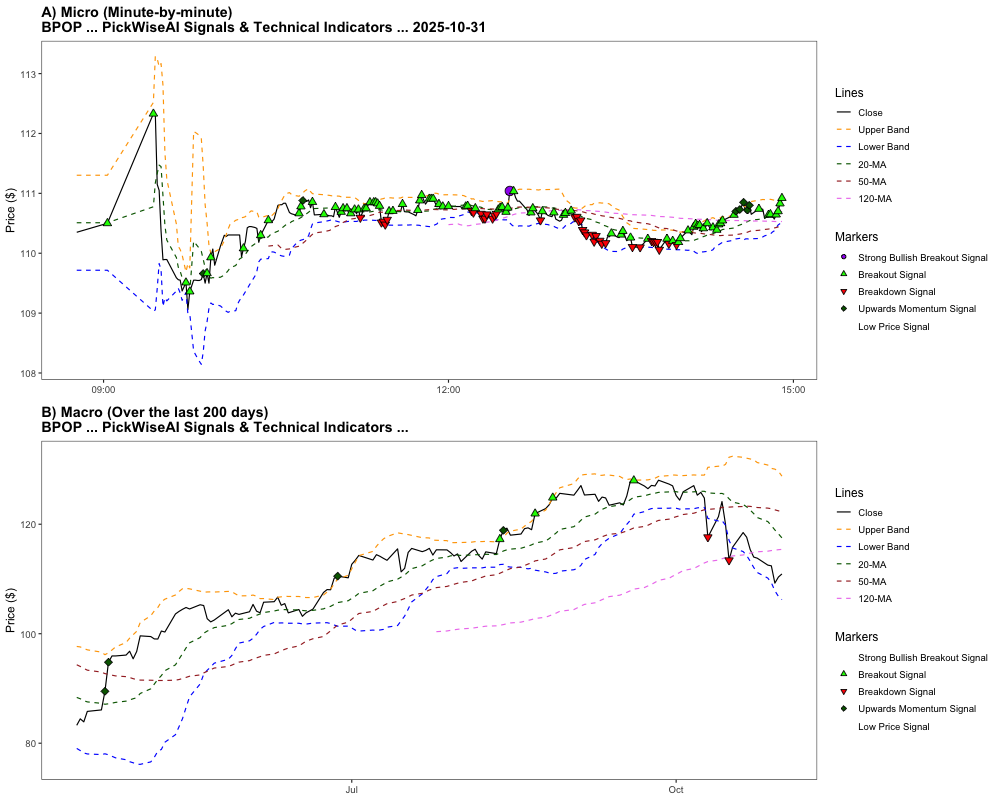 A) Micro (Minute-by-minute)
BPOP ... PickWiseAI Signals & Technical Indicators ... 2025-10-31
113
112
111
110
109
108
Price ($)
09:00
12:00
15:00
Lines
Close
Upper Band
Lower Band
20-MA
50-MA
120-MA
Markers
Strong Bullish Breakout Signal
Breakout Signal
Breakdown Signal
Upwards Momentum Signal
Low Price Signal
B) Macro (Over the last 200 days)
BPOP ... PickWiseAI Signals & Technical Indicators ...
120
100
80
Price ($)
Jul
Oct
Lines
Close
Upper Band
Lower Band
20-MA
50-MA
120-MA
Markers
Strong Bullish Breakout Signal
Breakout Signal
Breakdown Signal
Upwards Momentum Signal
Low Price Signal